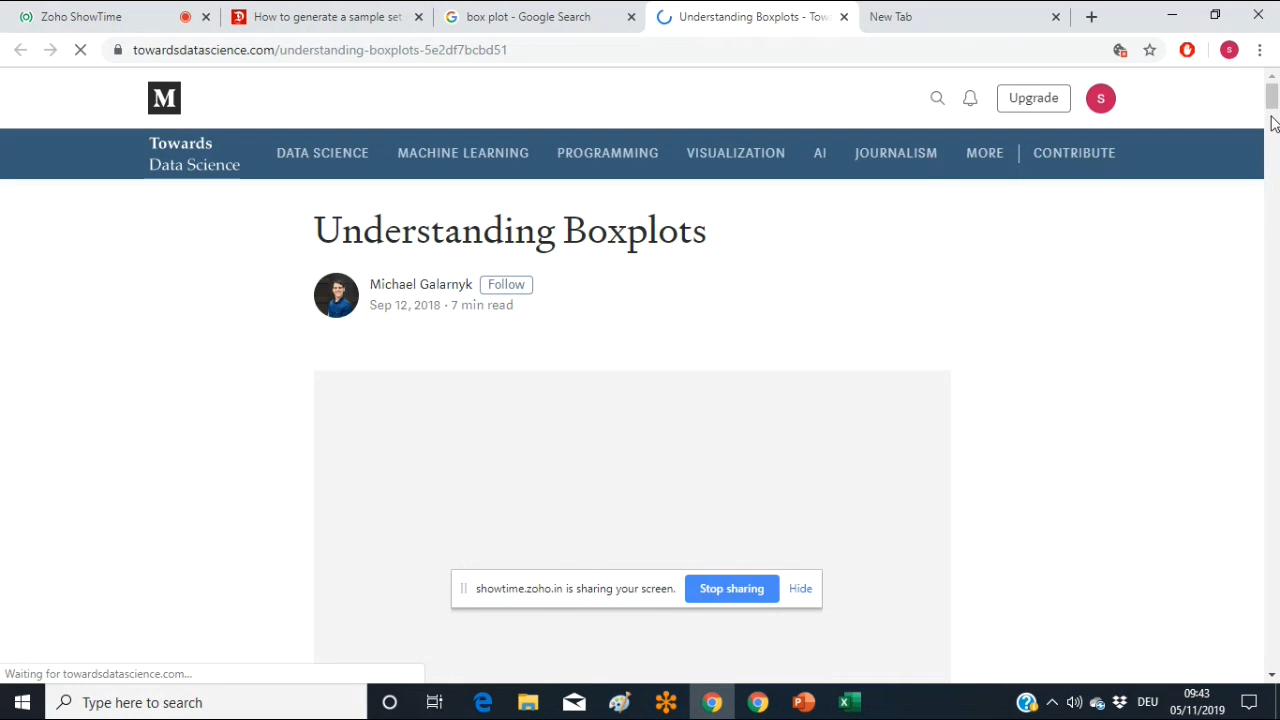 Zoho ShowTime
How to generate a sample set
box plot - Google Search
Understanding Boxplots - Tow
New Tab
towardsdatascience.com/understanding-boxplots-5e2df7bcbd51
S
M
Upgrade
S
Towards
Data Science
DATA SCIENCE MACHINE LEARNING PROGRAMMING VISUALIZATION AI JOURNALISM MORE CONTRIBUTE
Understanding Boxplots
Michael Galarnyk Follow
Sep 12, 2018 · 7 min read
showtime.zoho.in is sharing your screen. Stop sharing Hide
Waiting for towardsdatascience.com...
Type here to search
DEU
09:43
05/11/2019